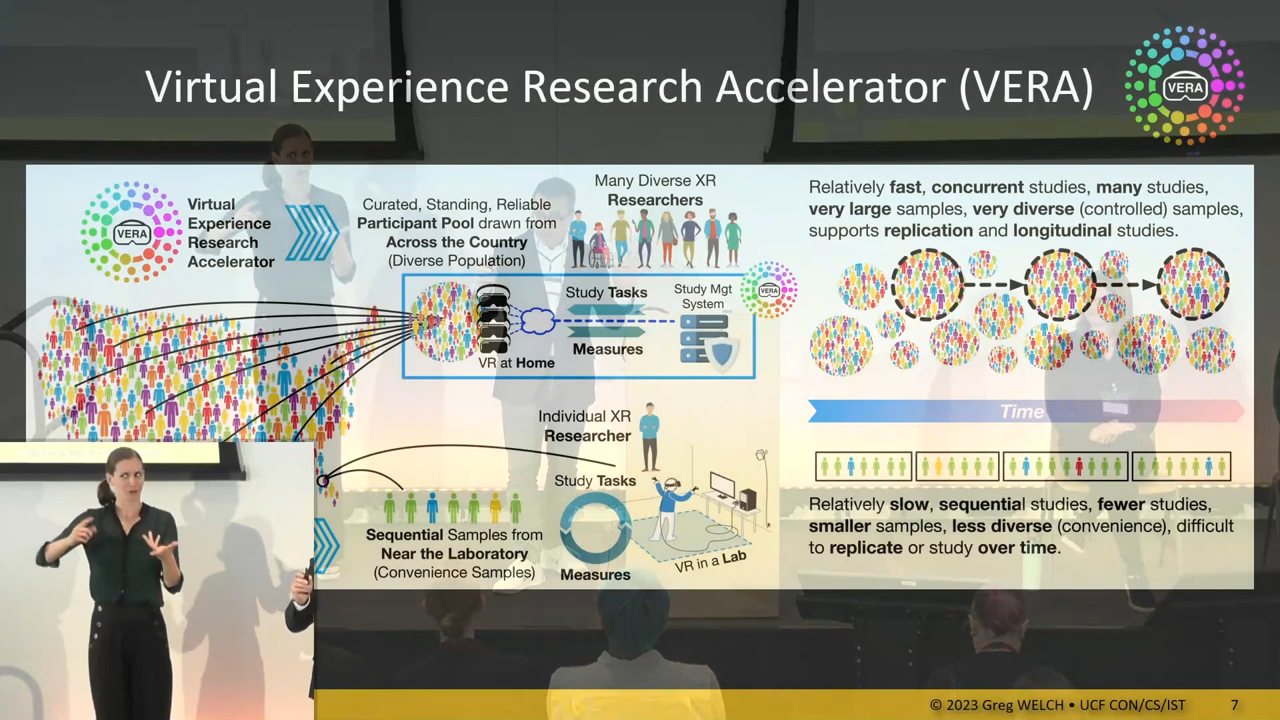 Virtual Experience Research Accelerator (VERA)
VERA
VERA
Virtual
Experience
Research
Accelerator
Curated, Standing, Reliable
Participant Pool drawn from
Across the Country
(Diverse Population)
Many Diverse XR
Researchers
VR at Home
Study Tasks
Measures
Study Mgt
System
VERA
Relatively fast, concurrent studies, many studies,
very large samples, very diverse (controlled) samples,
supports replication and longitudinal studies.
Time
Individual XR
Researcher
Sequential Samples from
Near the Laboratory
(Convenience Samples)
Study Tasks
Measures
VR in a Lab
Relatively slow, sequential studies, fewer studies,
smaller samples, less diverse (convenience), difficult
to replicate or study over time.
© 2023 Greg WELCH • UCF CON/CS/IST
7